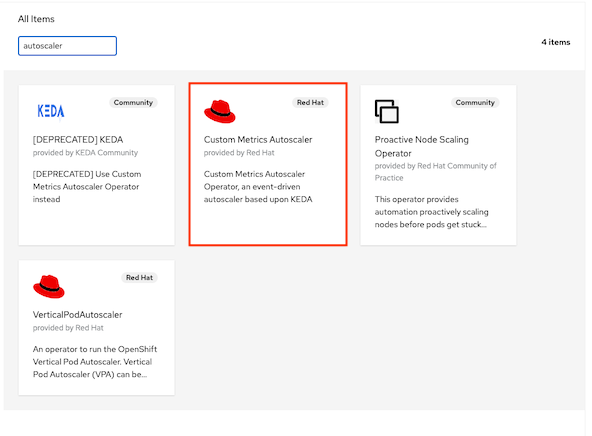 All Items
autoscaler
4 items
KEDA
Community
[DEPRECATED] KEDA
provided by KEDA Community
[DEPRECATED] Use Custom
Metrics Autoscaler Operator
instead
Red Hat
Custom Metrics Autoscaler
provided by Red Hat
Custom Metrics Autoscaler
Operator, an event-driven
autoscaler based upon KEDA
Community
Proactive Node Scaling
Operator
provided by Red Hat Community of
Practice
This operator provides
automation proactively scaling
nodes before pods get stuck...
Red Hat
VerticalPodAutoscaler
provided by Red Hat
An operator to run the OpenShift
Vertical Pod Autoscaler. Vertical
Pod Autoscaler (VPA) can be...